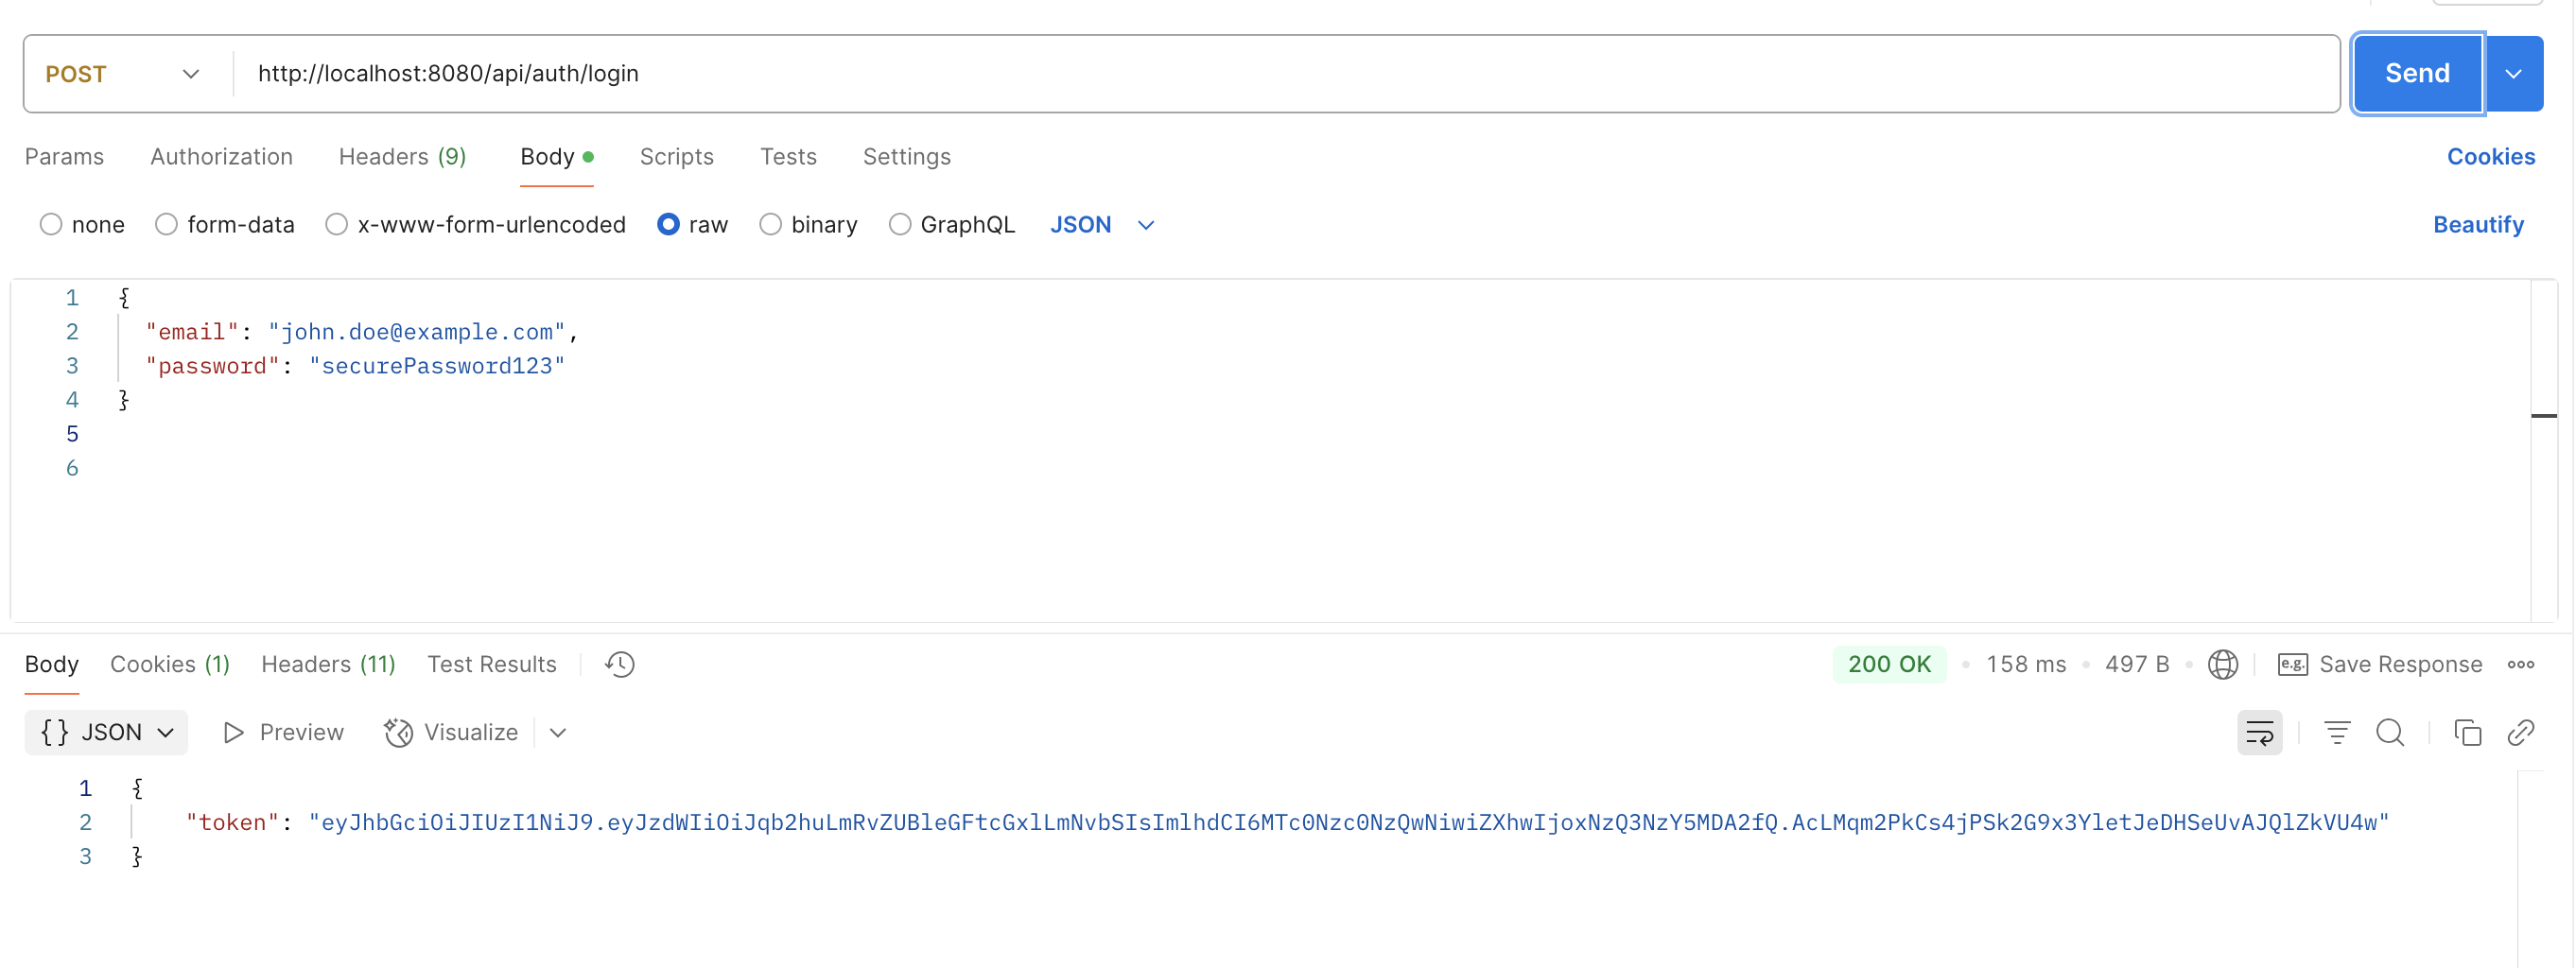 POST http://localhost:8080/api/auth/login Send
Params Authorization Headers (9) Body Scripts Tests Settings Cookies
none form-data x-www-form-urlencoded raw binary GraphQL JSON Beautify
1 {
2 "email": "john.doe@example.com",
3 "password": "securePassword123"
4 }
5
6
Body Cookies (1) Headers (11) Test Results 200 OK • 158 ms • 497 B • e.g. Save Response
{} JSON Preview Visualize
1 {
2 "token": "eyJhbGciOiJIUzI1NiJ9.eyJzdWIiOiJqb2huLmRvZUBleGFtcGxlLmNvbSIsImlhdCI6MTc0Nzc0NzQwNiwiZXhwIjoxNzQ3NzY5MDA2fQ.AcLMqm2PkCs4jPSk2G9x3YletJeDHSeUvAJQlZkVU4w"
3 }